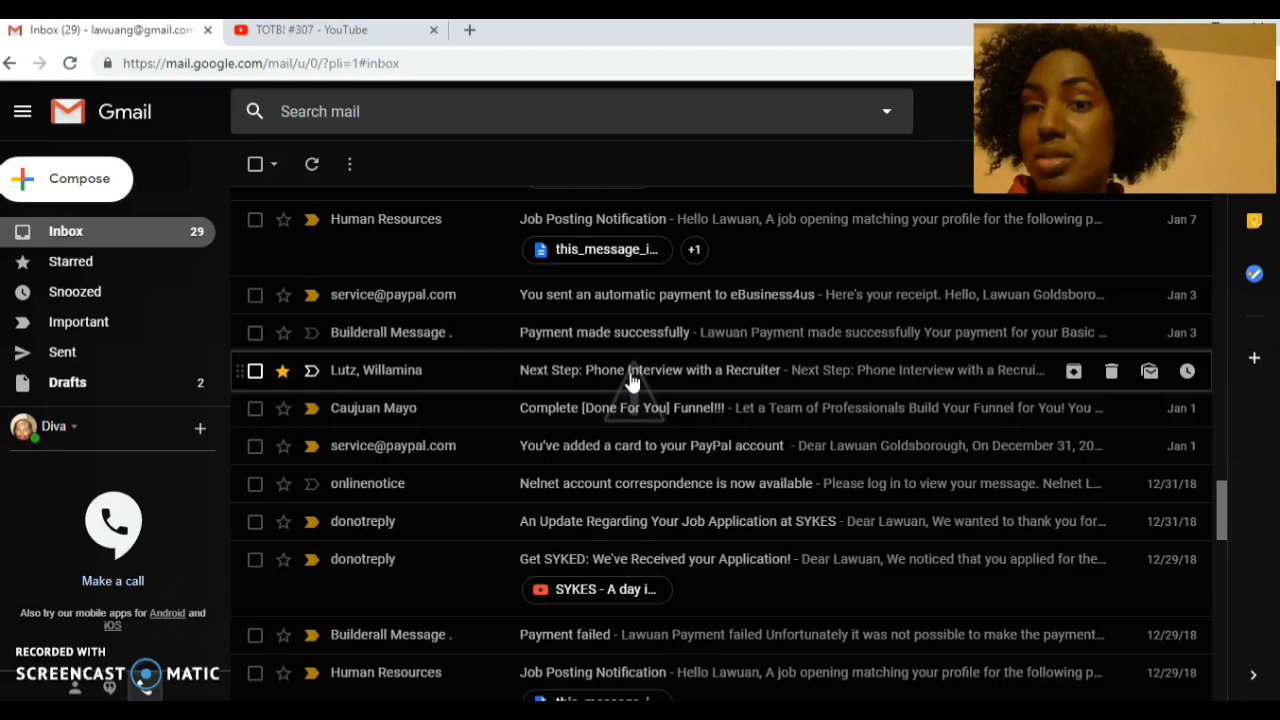 Inbox (29) - lawuang@gmail.com
TOTB! #307 - YouTube
https://mail.google.com/mail/u/0/?pli=1#inbox
Gmail
Search mail
Compose
Inbox 29
Starred
Snoozed
Important
Sent
Drafts 2
Diva
Make a call
Also try our mobile apps for Android and
iOS
RECORDED WITH
SCREENCAST MATIC
Human Resources Job Posting Notification - Hello Lawuan, A job opening matching your profile for the following p... Jan 7
this_message_i... +1
service@paypal.com You sent an automatic payment to eBusiness4us - Here's your receipt. Hello, Lawuan Goldsboro... Jan 3
Builderall Message . Payment made successfully - Lawuan Payment made successfully Your payment for your Basic ... Jan 3
Lutz, Willamina Next Step: Phone Interview with a Recruiter - Next Step: Phone Interview with a Recrui...
Caujuan Mayo Complete [Done For You] Funnel!!! - Let a Team of Professionals Build Your Funnel for You! You ... Jan 1
service@paypal.com You've added a card to your PayPal account - Dear Lawuan Goldsborough, On December 31, 20... Jan 1
onlinenotice Nelnet account correspondence is now available - Please log in to view your message. Nelnet L... 12/31/18
donotreply An Update Regarding Your Job Application at SYKES - Dear Lawuan, We wanted to thank you for... 12/31/18
donotreply Get SYKED: We've Received your Application! - Dear Lawuan, We noticed that you applied for the... 12/29/18
SYKES - A day i...
Builderall Message . Payment failed - Lawuan Payment failed Unfortunately it was not possible to make the payment... 12/29/18
Human Resources Job Posting Notification - Hello Lawuan, A job opening matching your profile for the following p... 12/29/18